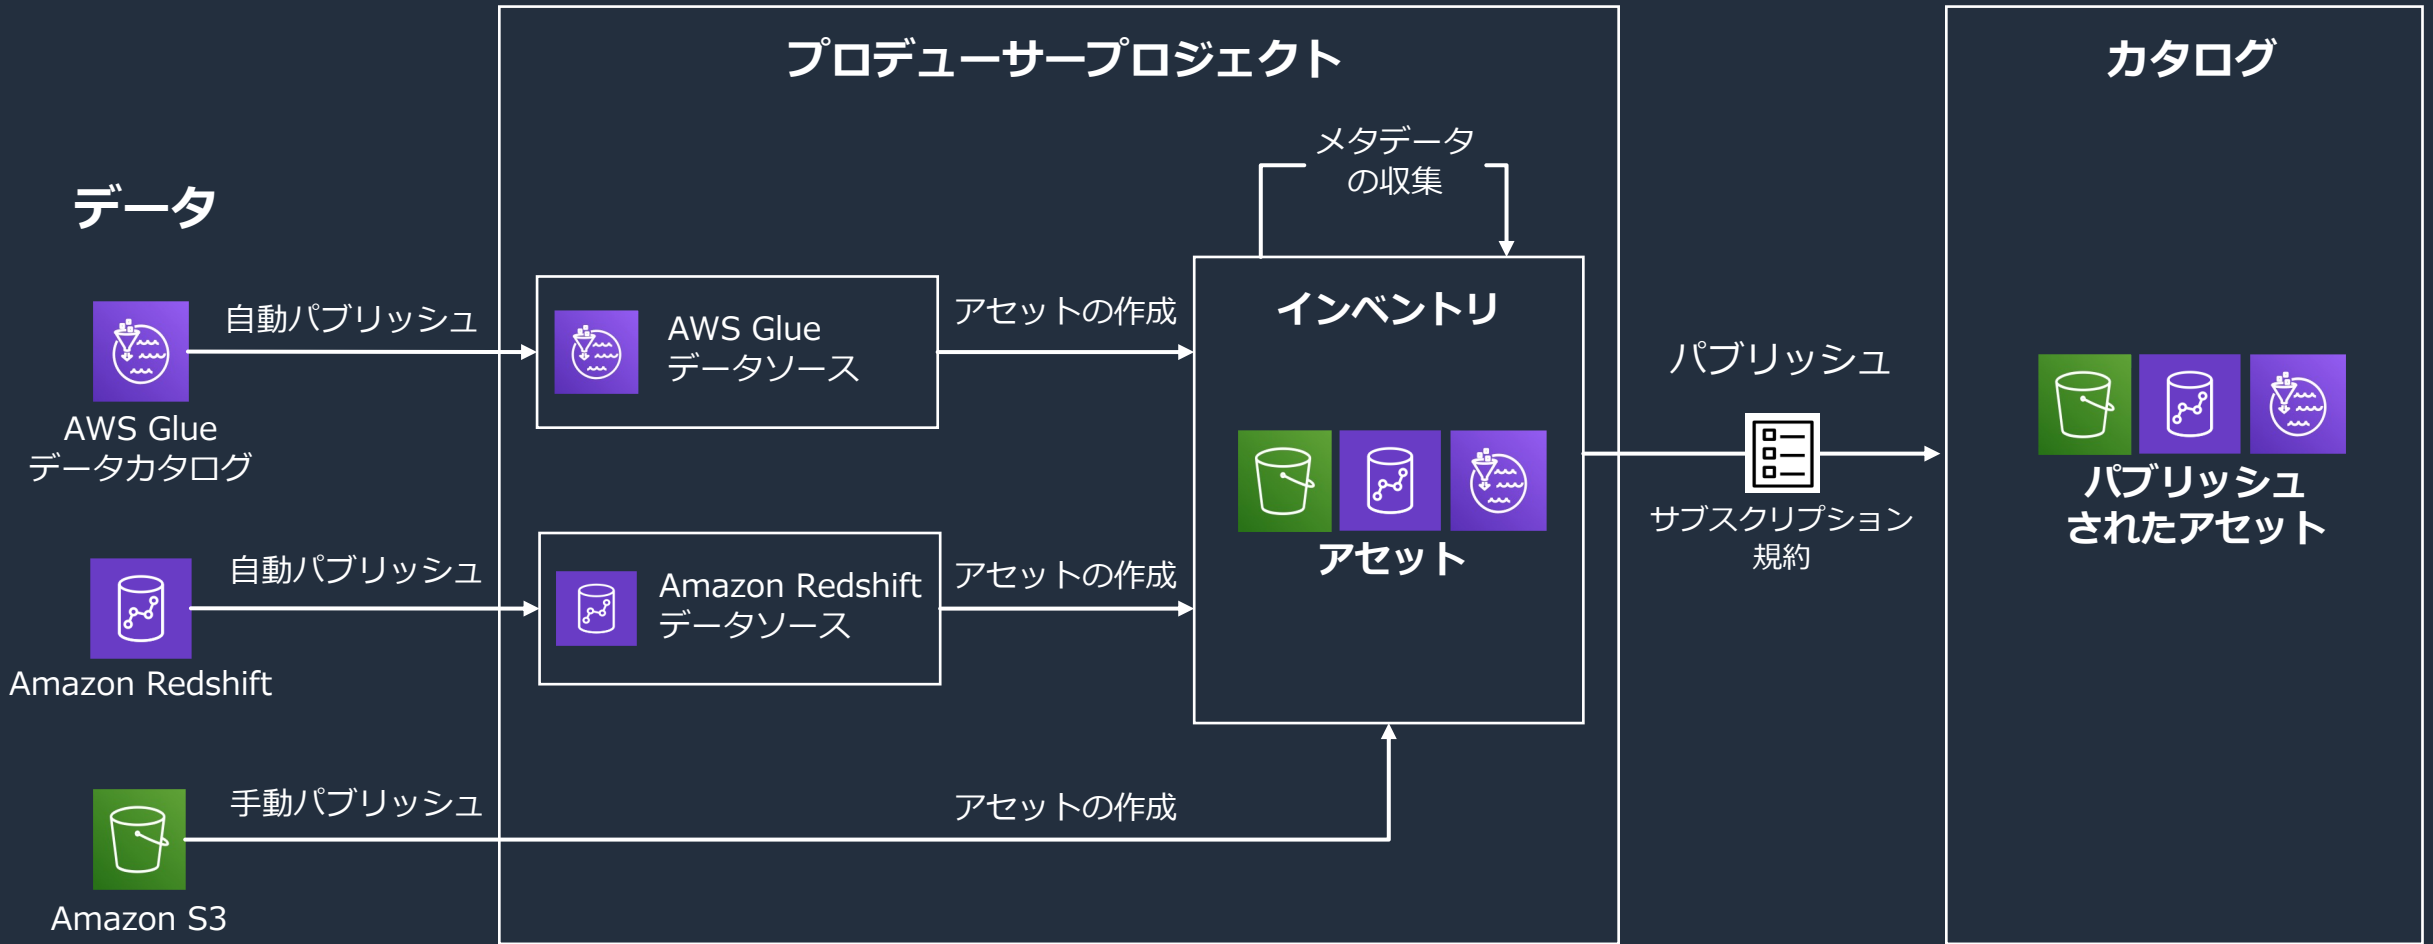 プロデューサープロジェクト
カタログ
メタデータ
の収集
データ
自動パブリッシュ
AWS Glue
データソース
アセットの作成
インベントリ
パブリッシュ
AWS Glue
データカタログ
アセット
サブスクリプション
規約
パブリッシュ
されたアセット
自動パブリッシュ
Amazon Redshift
データソース
アセットの作成
Amazon Redshift
手動パブリッシュ
アセットの作成
Amazon S3